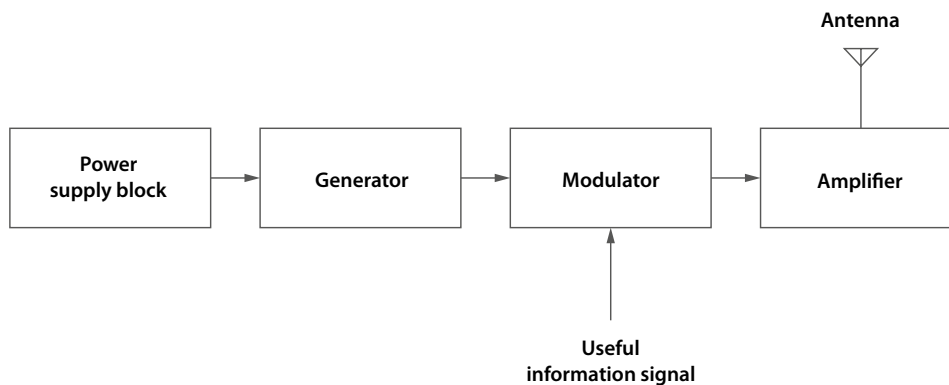 Antenna
Power
supply block
Generator
Modulator
Amplifier
Useful
information signal